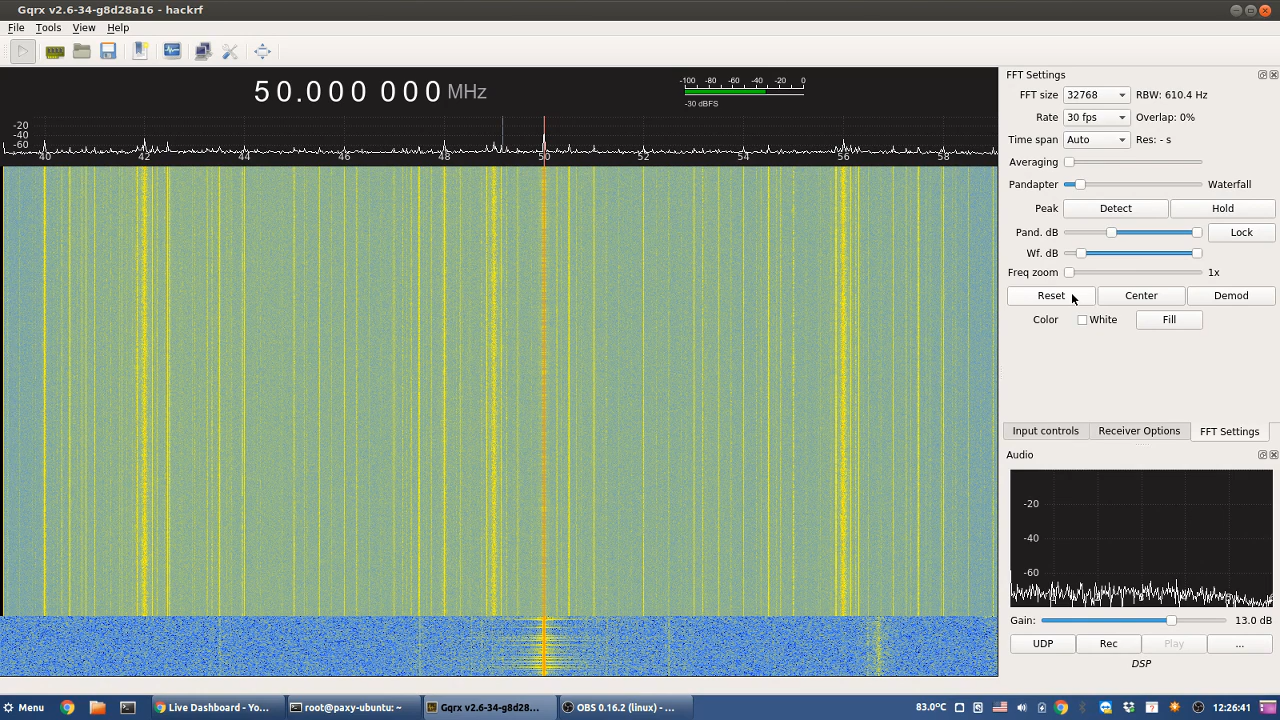 Gqrx v2.6-34-g8d28a16 - hackrf
File Tools View Help
50.000 000 MHz
-100 -80 -60 -40 -20 0
-30 dBFS
-20
-40
-60
40 42 44 46 48 50 52 54 56 58
FFT Settings
FFT size 32768 RBW: 610.4 Hz
Rate 30 fps Overlap: 0%
Time span Auto Res: - s
Averaging
Pandapter Waterfall
Peak Detect Hold
Pand. dB Lock
Wf. dB
Freq zoom 1x
Reset Center Demod
Color White Fill
Input controls Receiver Options FFT Settings
Audio
-20
-40
-60
Gain: 13.0 dB
UDP Rec Play ...
DSP
Menu Live Dashboard - Yo... root@paxy-ubuntu: ~ Gqrx v2.6-34-g8d28... OBS 0.16.2 (linux) - ... 83.0°C 12:26:41